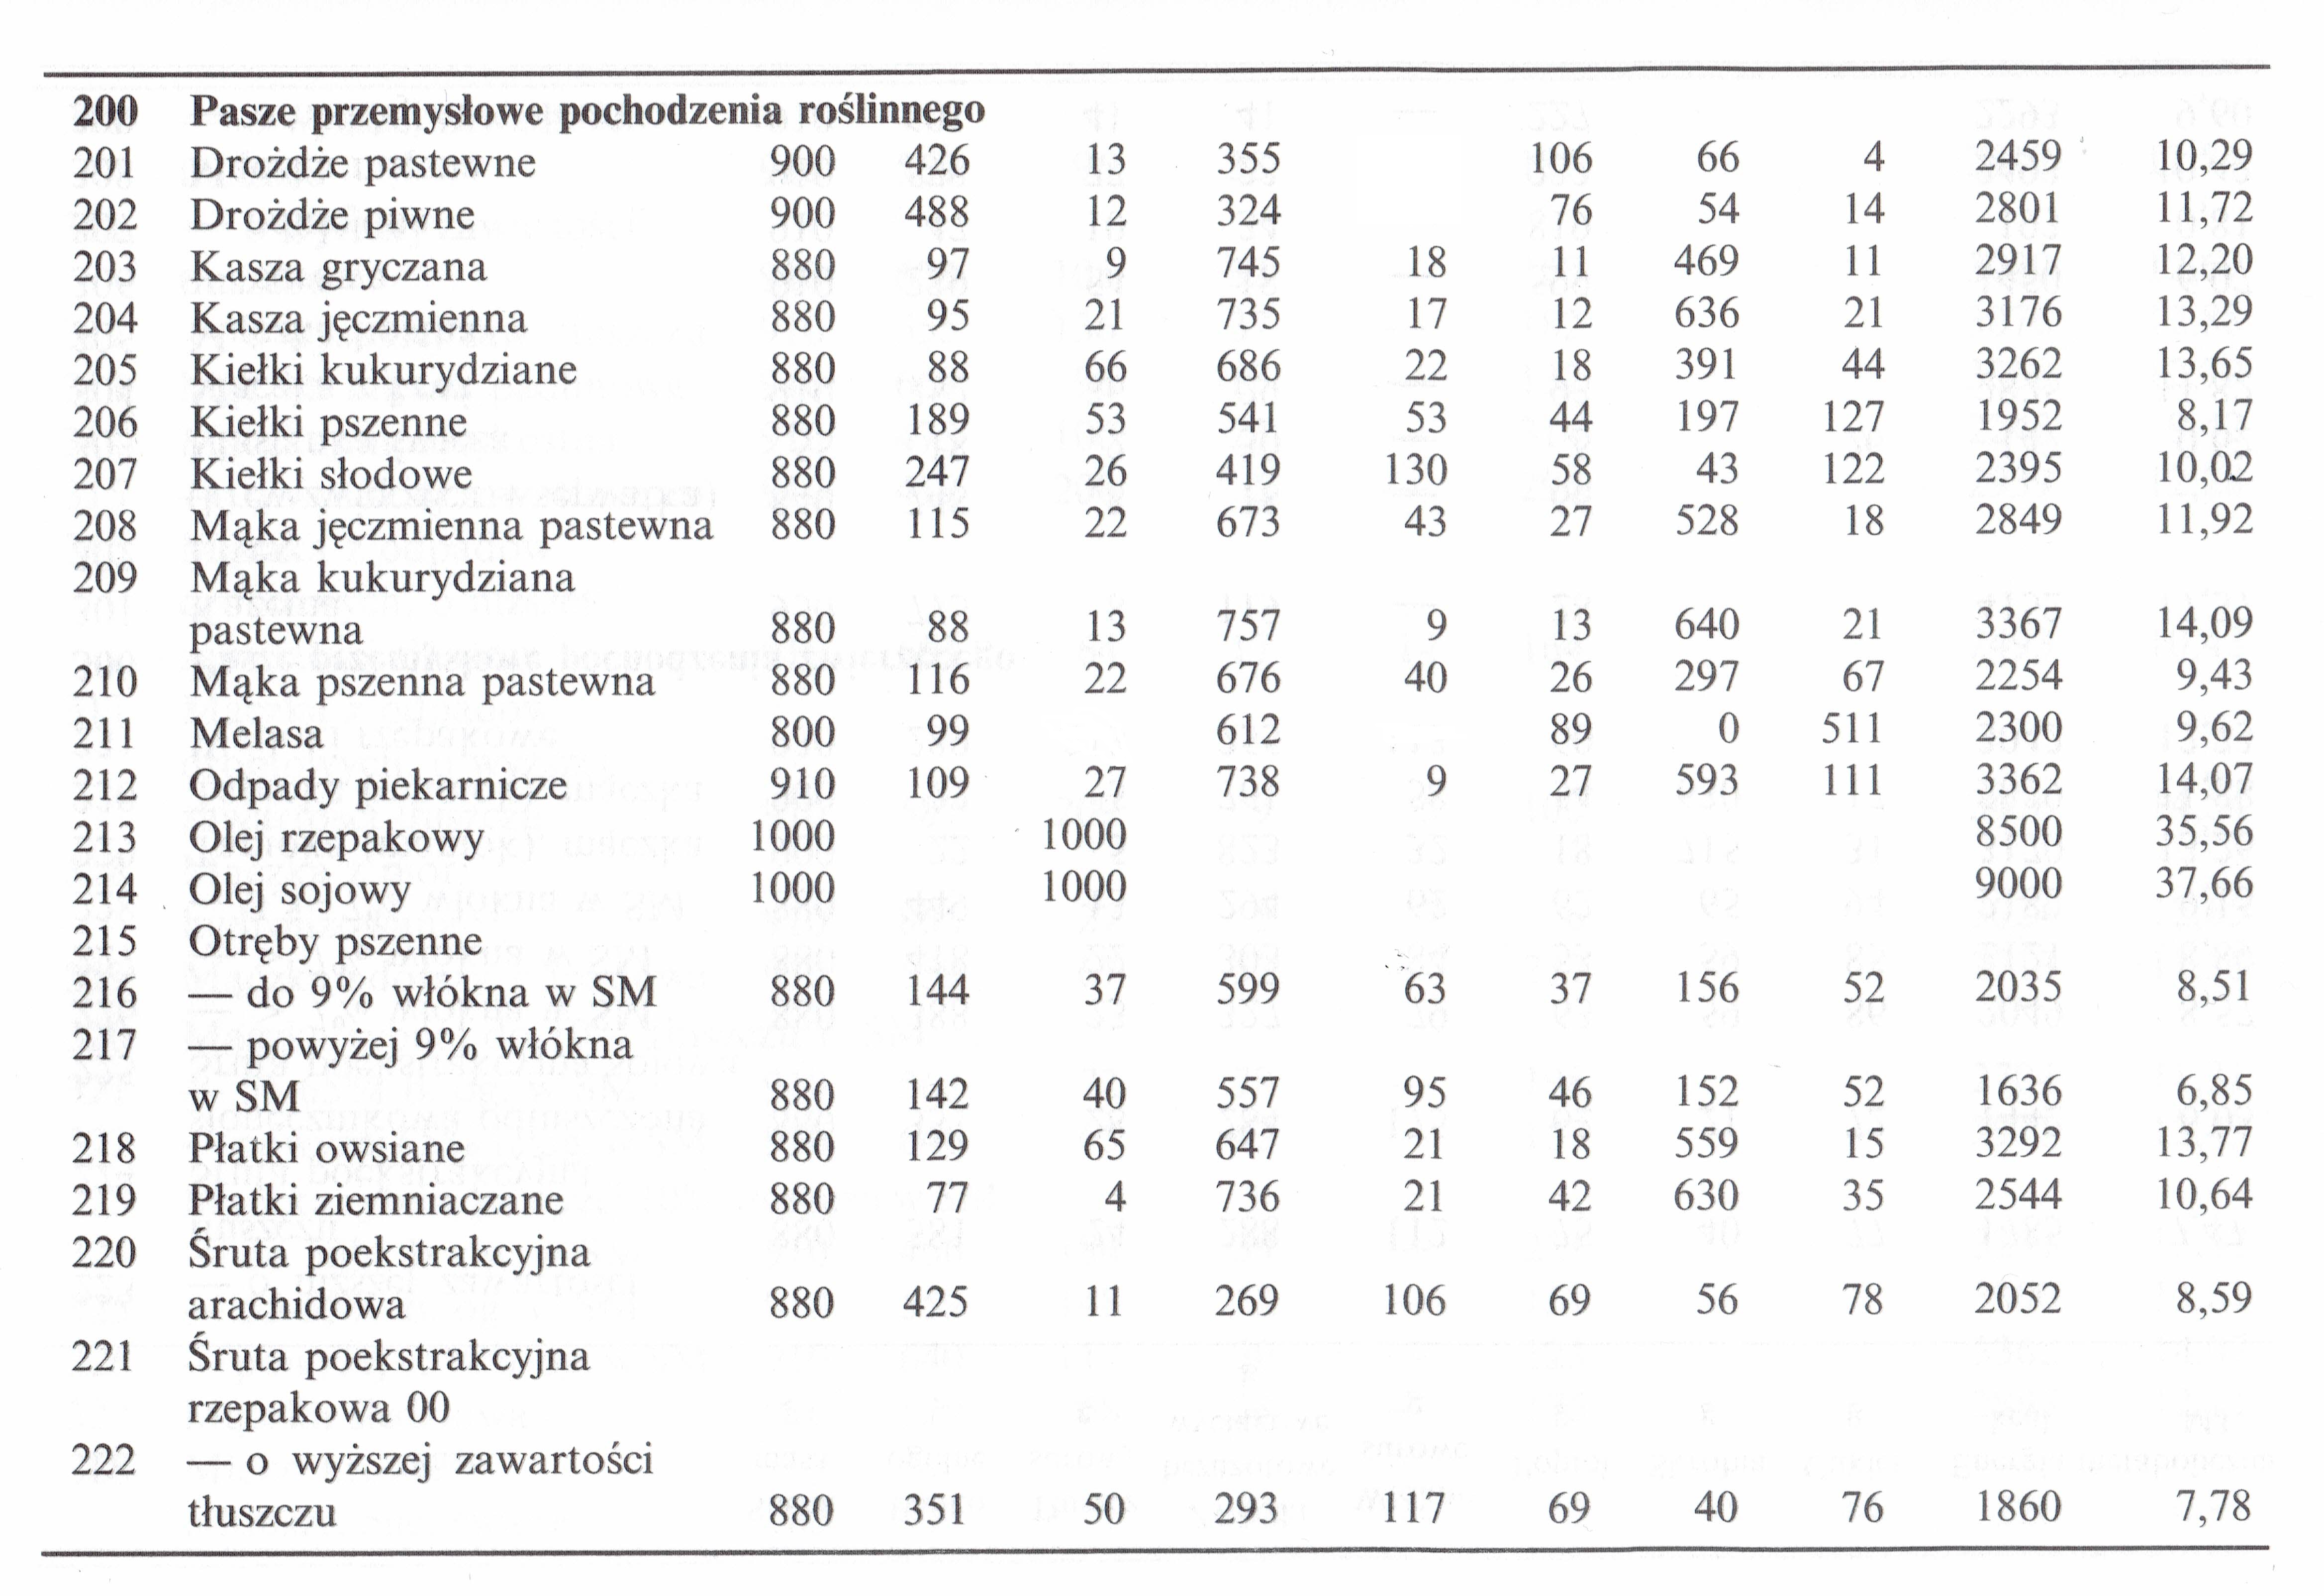 200 Pasze przemysłowe pochodzenia roślinnego
201 Drożdże pastewne 900 426 13 355 106 66 4 2459 10,29
202 Drożdże piwne 900 488 12 324 76 54 14 2801 11,72
203 Kasza gryczana 880 97 9 745 18 11 469 11 2917 12,20
204 Kasza jęczmienna 880 95 21 735 17 12 636 21 3176 13,29
205 Kiełki kukurydziane 880 88 66 686 22 18 391 44 3262 13,65
206 Kiełki pszenne 880 189 53 541 53 44 197 127 1952 8,17
207 Kiełki słodowe 880 247 26 419 130 58 43 122 2395 10,02
208 Mąka jęczmienna pastewna 880 115 22 673 43 27 528 18 2849 11,92
209 Mąka kukurydziana
pastewna 880 88 13 757 9 13 640 21 3367 14,09
210 Mąka pszenna pastewna 880 116 22 676 40 26 297 67 2254 9,43
211 Melasa 800 99 612 89 0 511 2300 9,62
212 Odpady piekarnicze 910 109 27 738 9 27 593 111 3362 14,07
213 Olej rzepakowy 1000 1000 8500 35,56
214 Olej sojowy 1000 1000 9000 37,66
215 Otręby pszenne
216 — do 9% włókna w SM 880 144 37 599 63 37 156 52 2035 8,51
217 — powyżej 9% włókna
w SM 880 142 40 557 95 46 152 52 1636 6,85
218 Płatki owsiane 880 129 65 647 21 18 559 15 3292 13,77
219 Płatki ziemniaczane 880 77 4 736 21 42 630 35 2544 10,64
220 Śruta poekstrakcyjna
arachidowa 880 425 11 269 106 69 56 78 2052 8,59
221 Śruta poekstrakcyjna
rzepakowa 00
222 — o wyższej zawartości
tłuszczu 880 351 50 293 117 69 40 76 1860 7,78